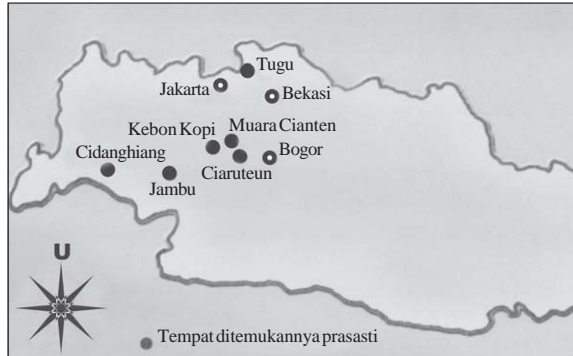 Tugu
Jakarta
Bekasi
Kebon Kopi
Muara Cianten
Cidanghiang
Bogor
Jambu
Ciaruteun
U
Tempat ditemukannya prasasti